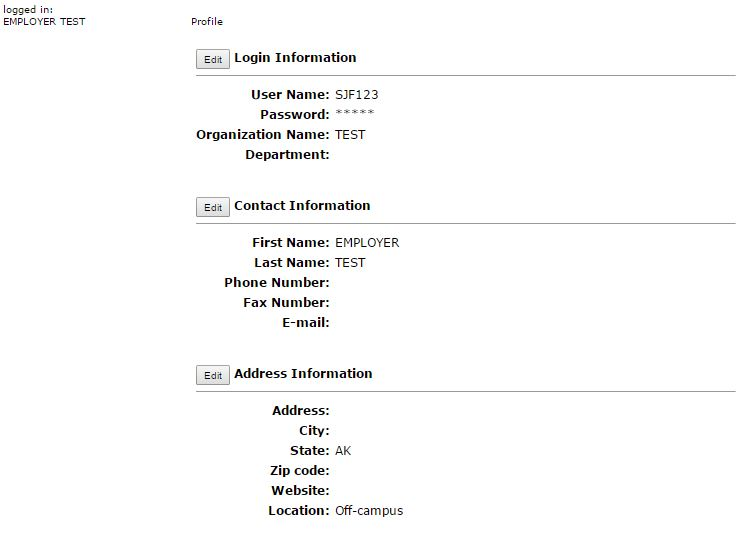 logged in:
EMPLOYER TEST
Profile
Edit Login Information
User Name: SJF123
Password: *****
Organization Name: TEST
Department:
Edit Contact Information
First Name: EMPLOYER
Last Name: TEST
Phone Number:
Fax Number:
E-mail:
Edit Address Information
Address:
City:
State: AK
Zip code:
Website:
Location: Off-campus